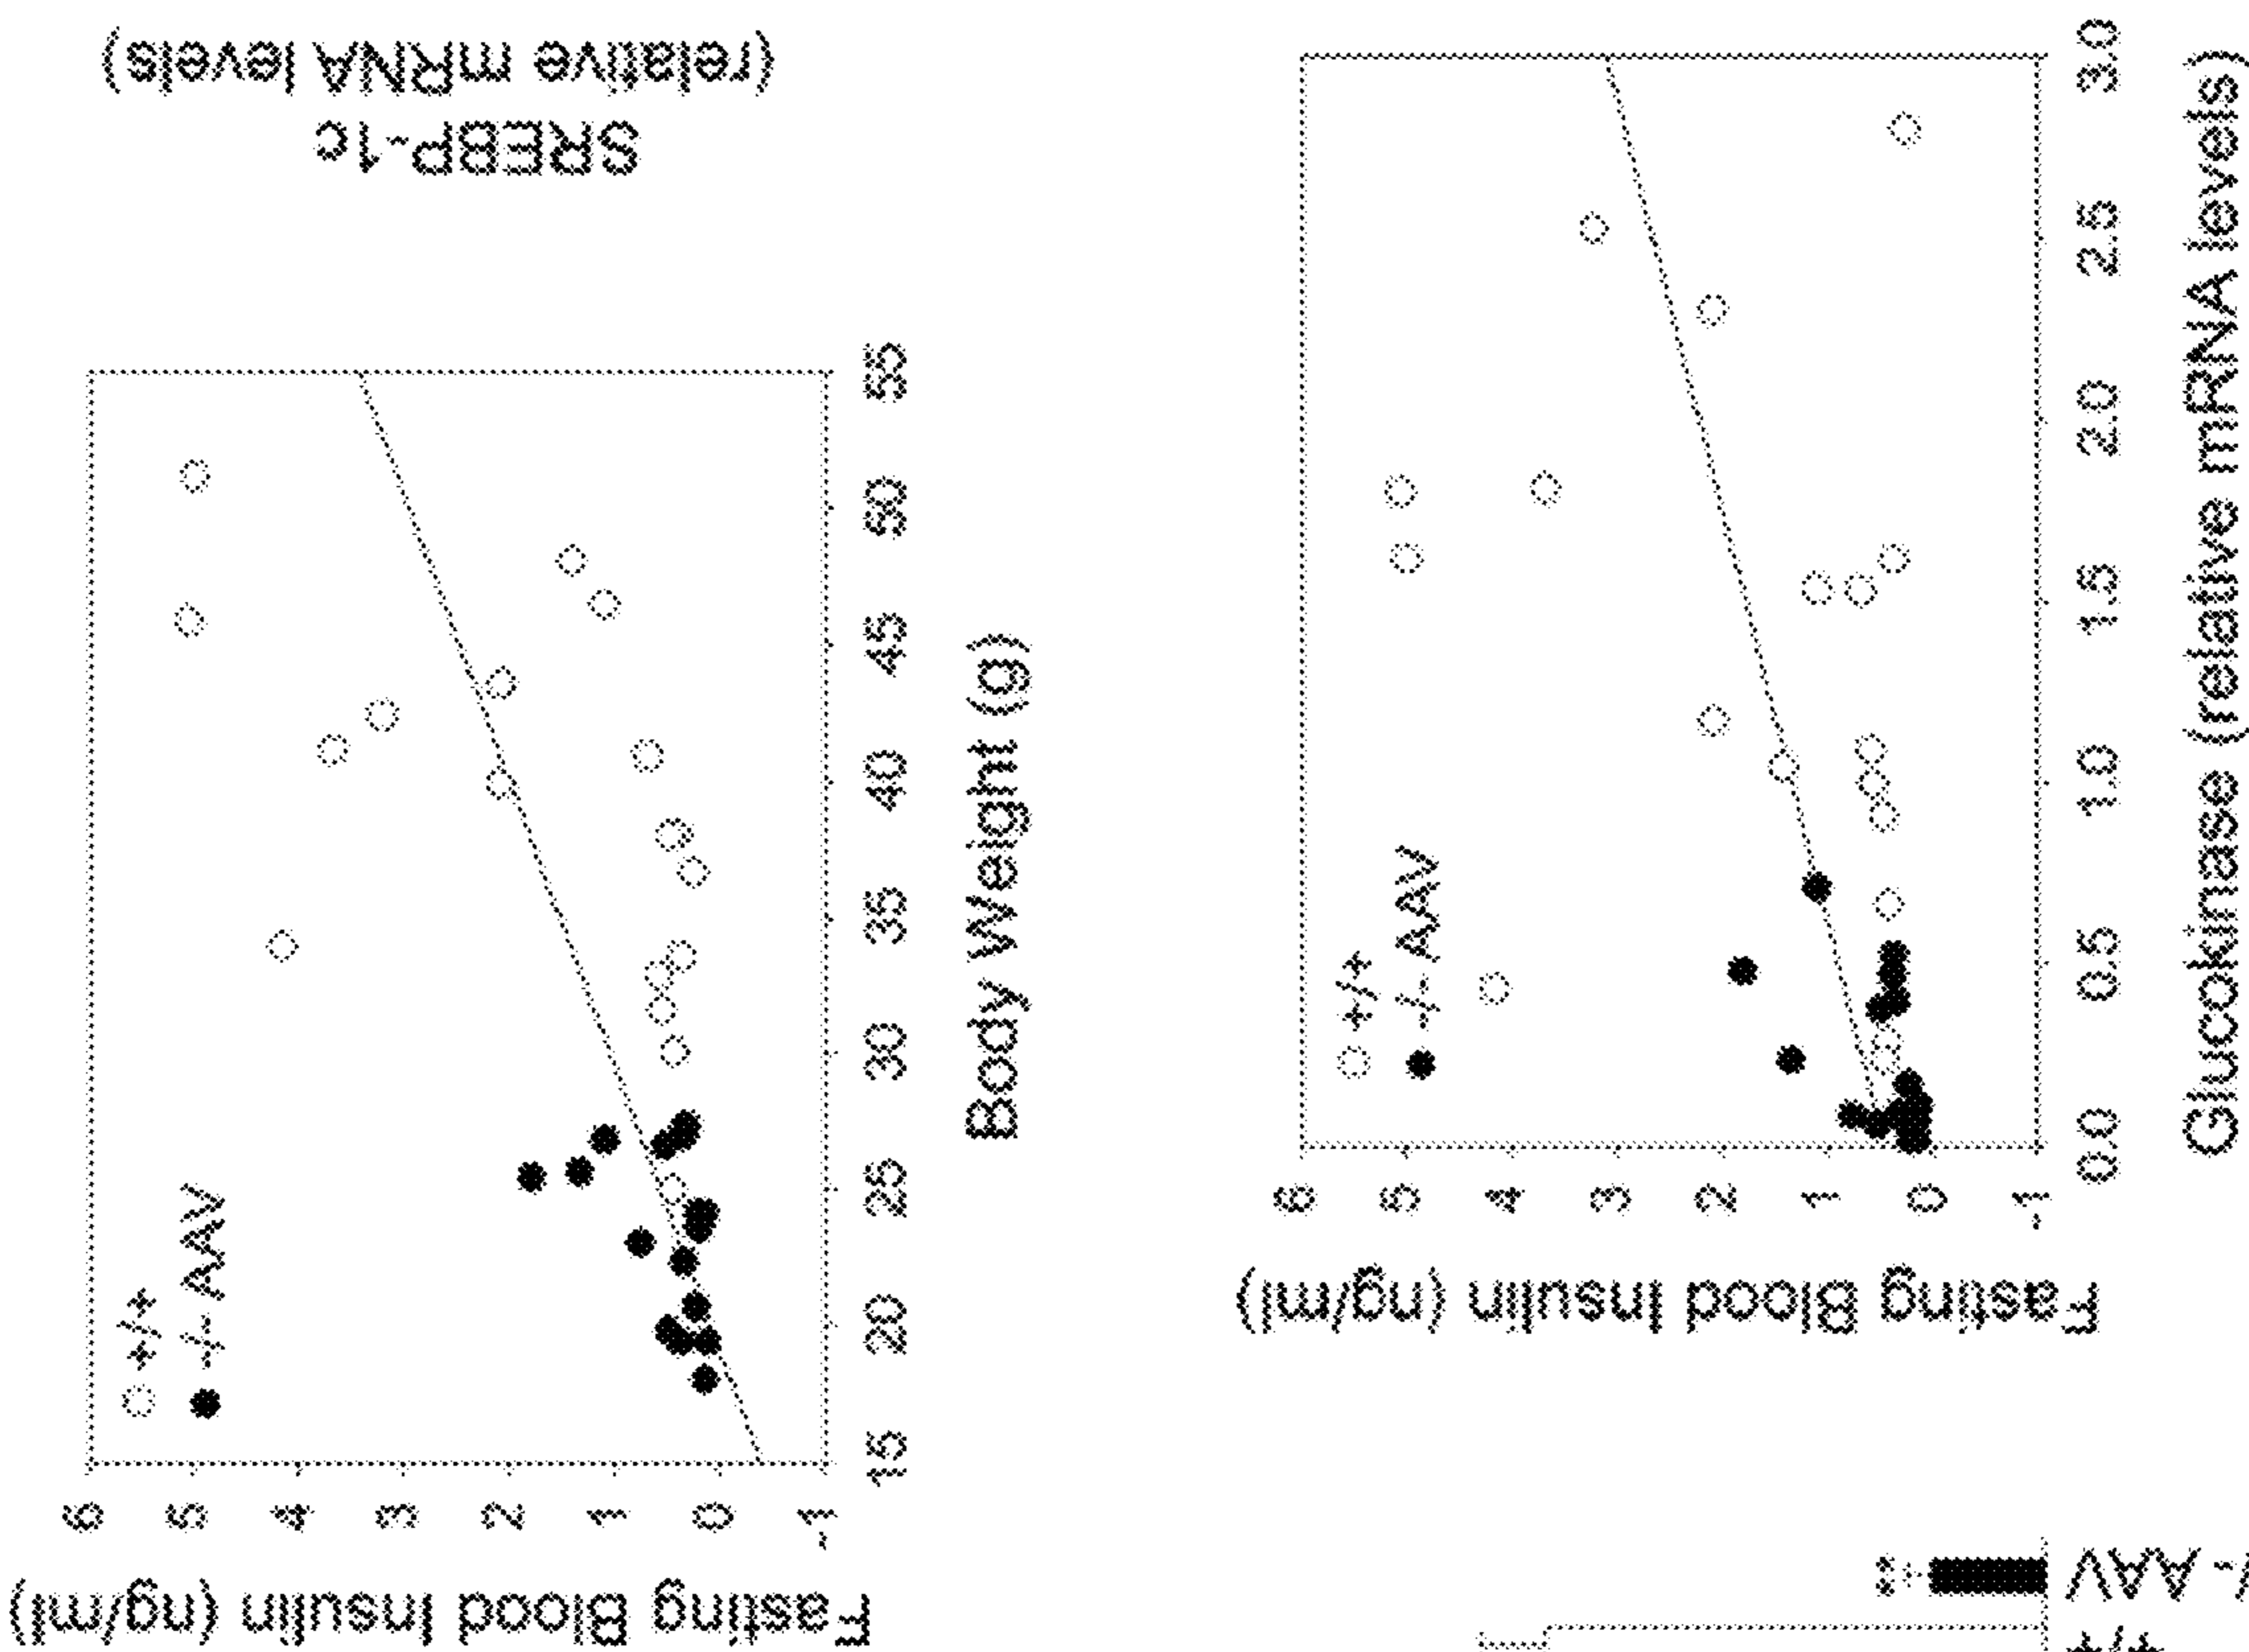 Fasting Blood Insulin (ng/ml)
6
5
4
3
2
1
0
-1
+/+
-/- AAV
15 20 25 30 35 40 45 50 55
Body Weight (g)
SREBP-1c
(relative mRNA levels)
+/+
/- AAV
**
Fasting Blood Insulin (ng/ml)
6
5
4
3
2
1
0
-1
+/+
-/- AAV
0.0 0.5 1.0 1.5 2.0 2.5 3.0
Glucokinase (relative mRNA levels)